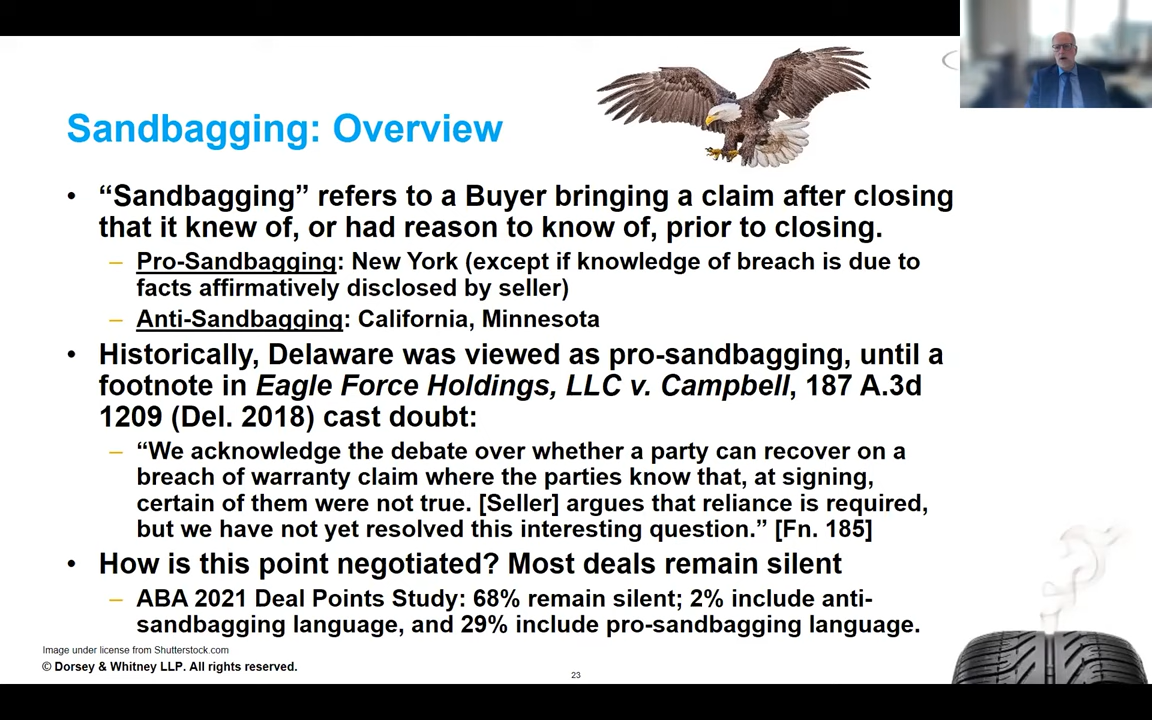 Sandbagging: Overview
• “Sandbagging” refers to a Buyer bringing a claim after closing
that it knew of, or had reason to know of, prior to closing.
– Pro-Sandbagging: New York (except if knowledge of breach is due to
facts affirmatively disclosed by seller)
– Anti-Sandbagging: California, Minnesota
• Historically, Delaware was viewed as pro-sandbagging, until a
footnote in Eagle Force Holdings, LLC v. Campbell, 187 A.3d
1209 (Del. 2018) cast doubt:
– “We acknowledge the debate over whether a party can recover on a
breach of warranty claim where the parties know that, at signing,
certain of them were not true. [Seller] argues that reliance is required,
but we have not yet resolved this interesting question.” [Fn. 185]
• How is this point negotiated? Most deals remain silent
– ABA 2021 Deal Points Study: 68% remain silent; 2% include anti-
sandbagging language, and 29% include pro-sandbagging language.
Image under license from Shutterstock.com
© Dorsey & Whitney LLP. All rights reserved.
23